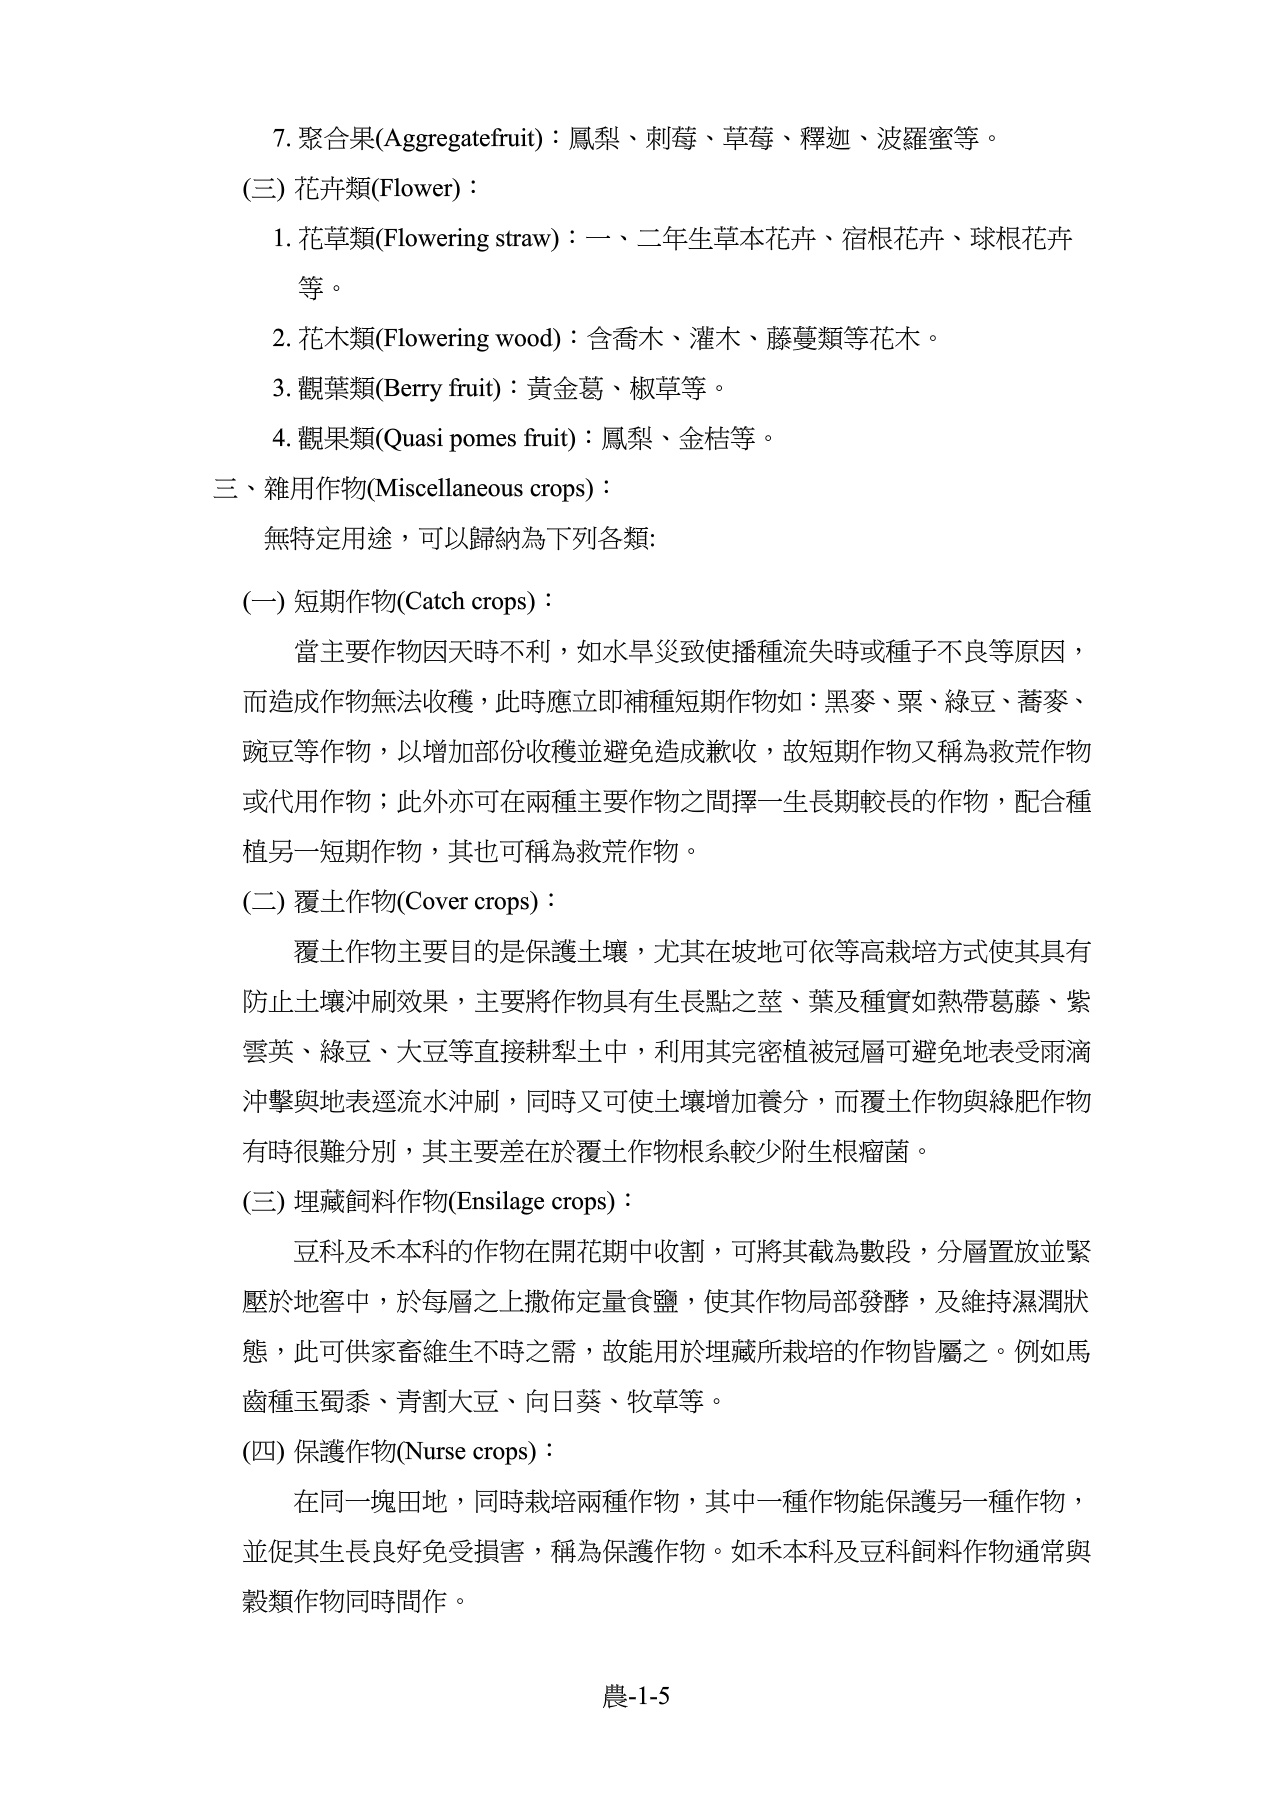 7. 聚合果(Aggregatefruit)：鳳梨、刺莓、草莓、釋迦、波羅蜜等。
(三) 花卉類(Flower)：
1. 花草類(Flowering straw)：一、二年生草本花卉、宿根花卉、球根花卉
等。
2. 花木類(Flowering wood)：含喬木、灌木、藤蔓類等花木。
3. 觀葉類(Berry fruit)：黃金葛、椒草等。
4. 觀果類(Quasi pomes fruit)：鳳梨、金桔等。
三、雜用作物(Miscellaneous crops)：
無特定用途，可以歸納為下列各類:
(一) 短期作物(Catch crops)：
當主要作物因天時不利，如水旱災致使播種流失時或種子不良等原因，
而造成作物無法收穫，此時應立即補種短期作物如：黑麥、粟、綠豆、蕎麥、
豌豆等作物，以增加部份收穫並避免造成歉收，故短期作物又稱為救荒作物
或代用作物；此外亦可在兩種主要作物之間擇一生長期較長的作物，配合種
植另一短期作物，其也可稱為救荒作物。
(二) 覆土作物(Cover crops)：
覆土作物主要目的是保護土壤，尤其在坡地可依等高栽培方式使其具有
防止土壤沖刷效果，主要將作物具有生長點之莖、葉及種實如熱帶葛藤、紫
雲英、綠豆、大豆等直接耕犁土中，利用其完密植被冠層可避免地表受雨滴
沖擊與地表逕流水沖刷，同時又可使土壤增加養分，而覆土作物與綠肥作物
有時很難分別，其主要差在於覆土作物根系較少附生根瘤菌。
(三) 埋藏飼料作物(Ensilage crops)：
豆科及禾本科的作物在開花期中收割，可將其截為數段，分層置放並緊
壓於地窖中，於每層之上撒佈定量食鹽，使其作物局部發酵，及維持濕潤狀
態，此可供家畜維生不時之需，故能用於埋藏所栽培的作物皆屬之。例如馬
齒種玉蜀黍、青割大豆、向日葵、牧草等。
(四) 保護作物(Nurse crops)：
在同一塊田地，同時栽培兩種作物，其中一種作物能保護另一種作物，
並促其生長良好免受損害，稱為保護作物。如禾本科及豆科飼料作物通常與
穀類作物同時間作。
農-1-5